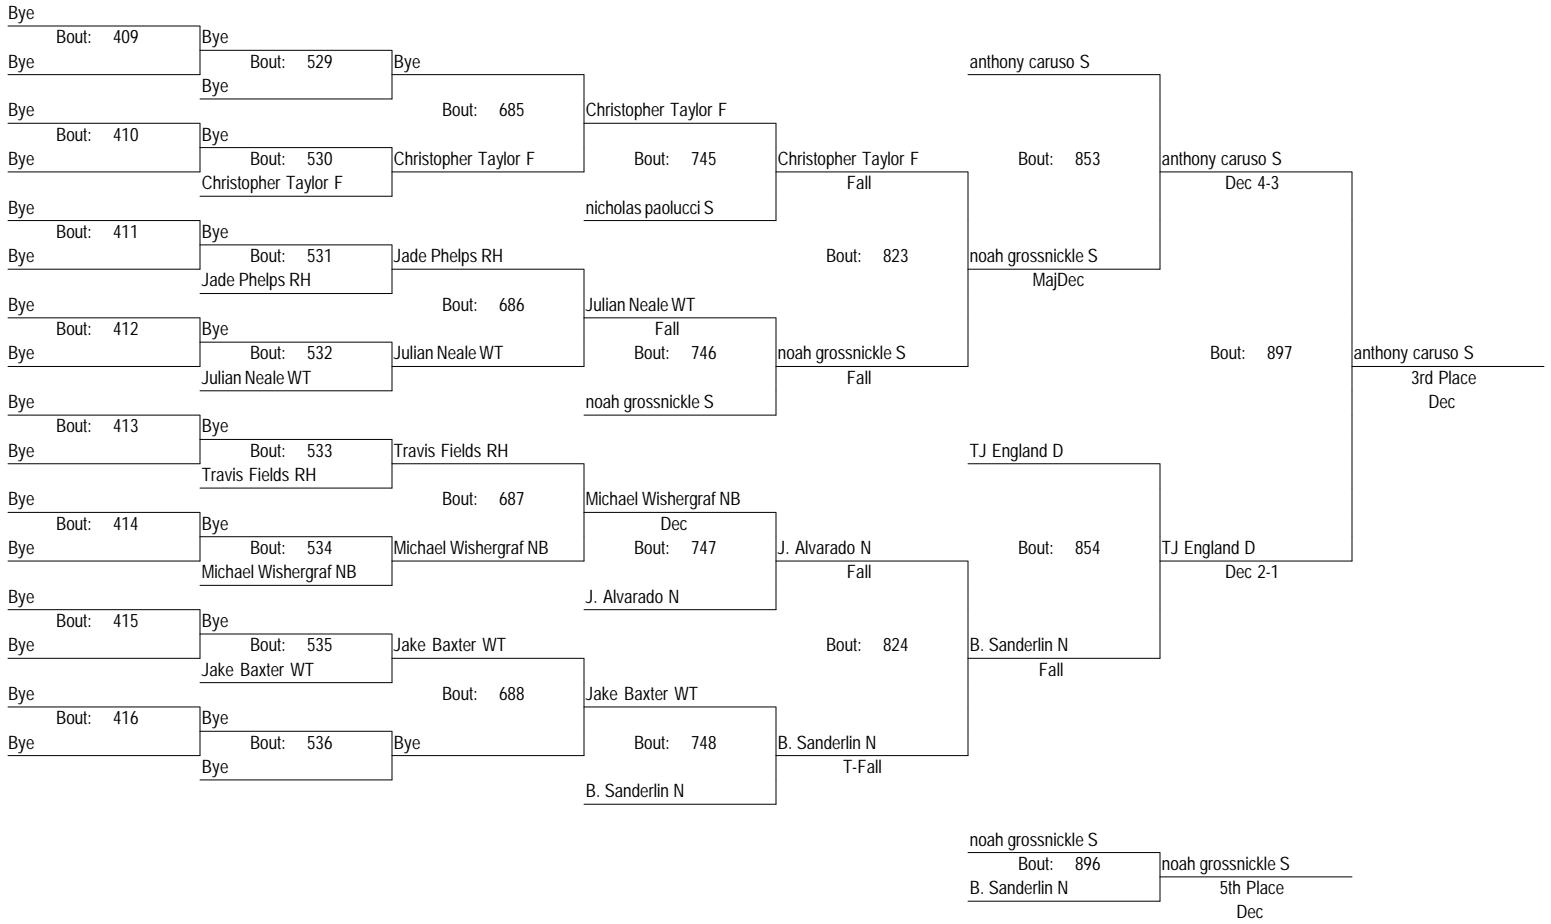 Bye
Bout: 409
Bye
Bye
Bout: 529
Bye
Bye
Bout: 685
Bye
Bout: 410
Bye
Bye
Bout: 530
Christopher Taylor F
Christopher Taylor F
Christopher Taylor F
Bout: 745
nicholas paolucci S
Christopher Taylor F
Fall
Bye
Bout: 411
Bye
Bye
Bout: 531
Jade Phelps RH
Jade Phelps RH
Bout: 686
Bye
Bout: 412
Bye
Bye
Bout: 532
Julian Neale WT
Julian Neale WT
Julian Neale WT
Fall
Bout: 746
noah grossnickle S
noah grossnickle S
Fall
Bout: 823
noah grossnickle S
MajDec
anthony caruso S
Bout: 853
anthony caruso S
Dec 4-3
Bye
Bout: 413
Bye
Bye
Bout: 533
Travis Fields RH
Travis Fields RH
Bout: 687
Bye
Bout: 414
Bye
Bye
Bout: 534
Michael Wishergraf NB
Michael Wishergraf NB
Michael Wishergraf NB
Dec
Bout: 747
J. Alvarado N
J. Alvarado N
Fall
Bye
Bout: 415
Bye
Bye
Bout: 535
Jake Baxter WT
Jake Baxter WT
Bout: 688
Bye
Bout: 416
Bye
Bye
Bout: 536
Bye
Bye
Jake Baxter WT
Bout: 748
B. Sanderlin N
B. Sanderlin N
T-Fall
Bout: 824
B. Sanderlin N
Fall
TJ England D
Bout: 854
TJ England D
Dec 2-1
Bout: 897
anthony caruso S
3rd Place
Dec
noah grossnickle S
Bout: 896
B. Sanderlin N
noah grossnickle S
5th Place
Dec